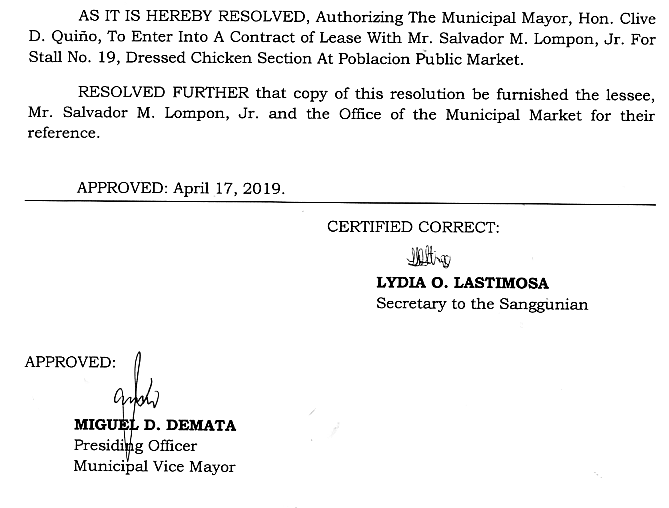 AS IT IS HEREBY RESOLVED, Authorizing The Municipal Mayor, Hon. Clive
D. Quiño, To Enter Into A Contract of Lease With Mr. Salvador M. Lompon, Jr. For
Stall No. 19, Dressed Chicken Section At Poblacion Public Market.
RESOLVED FURTHER that copy of this resolution be furnished the lessee,
Mr. Salvador M. Lompon, Jr. and the Office of the Municipal Market for their
reference.
APPROVED: April 17, 2019.
CERTIFIED CORRECT:
LYDIA O. LASTIMOSA
Secretary to the Sanggunian
APPROVED:
MIGUEL D. DEMATA
Presiding Officer
Municipal Vice Mayor